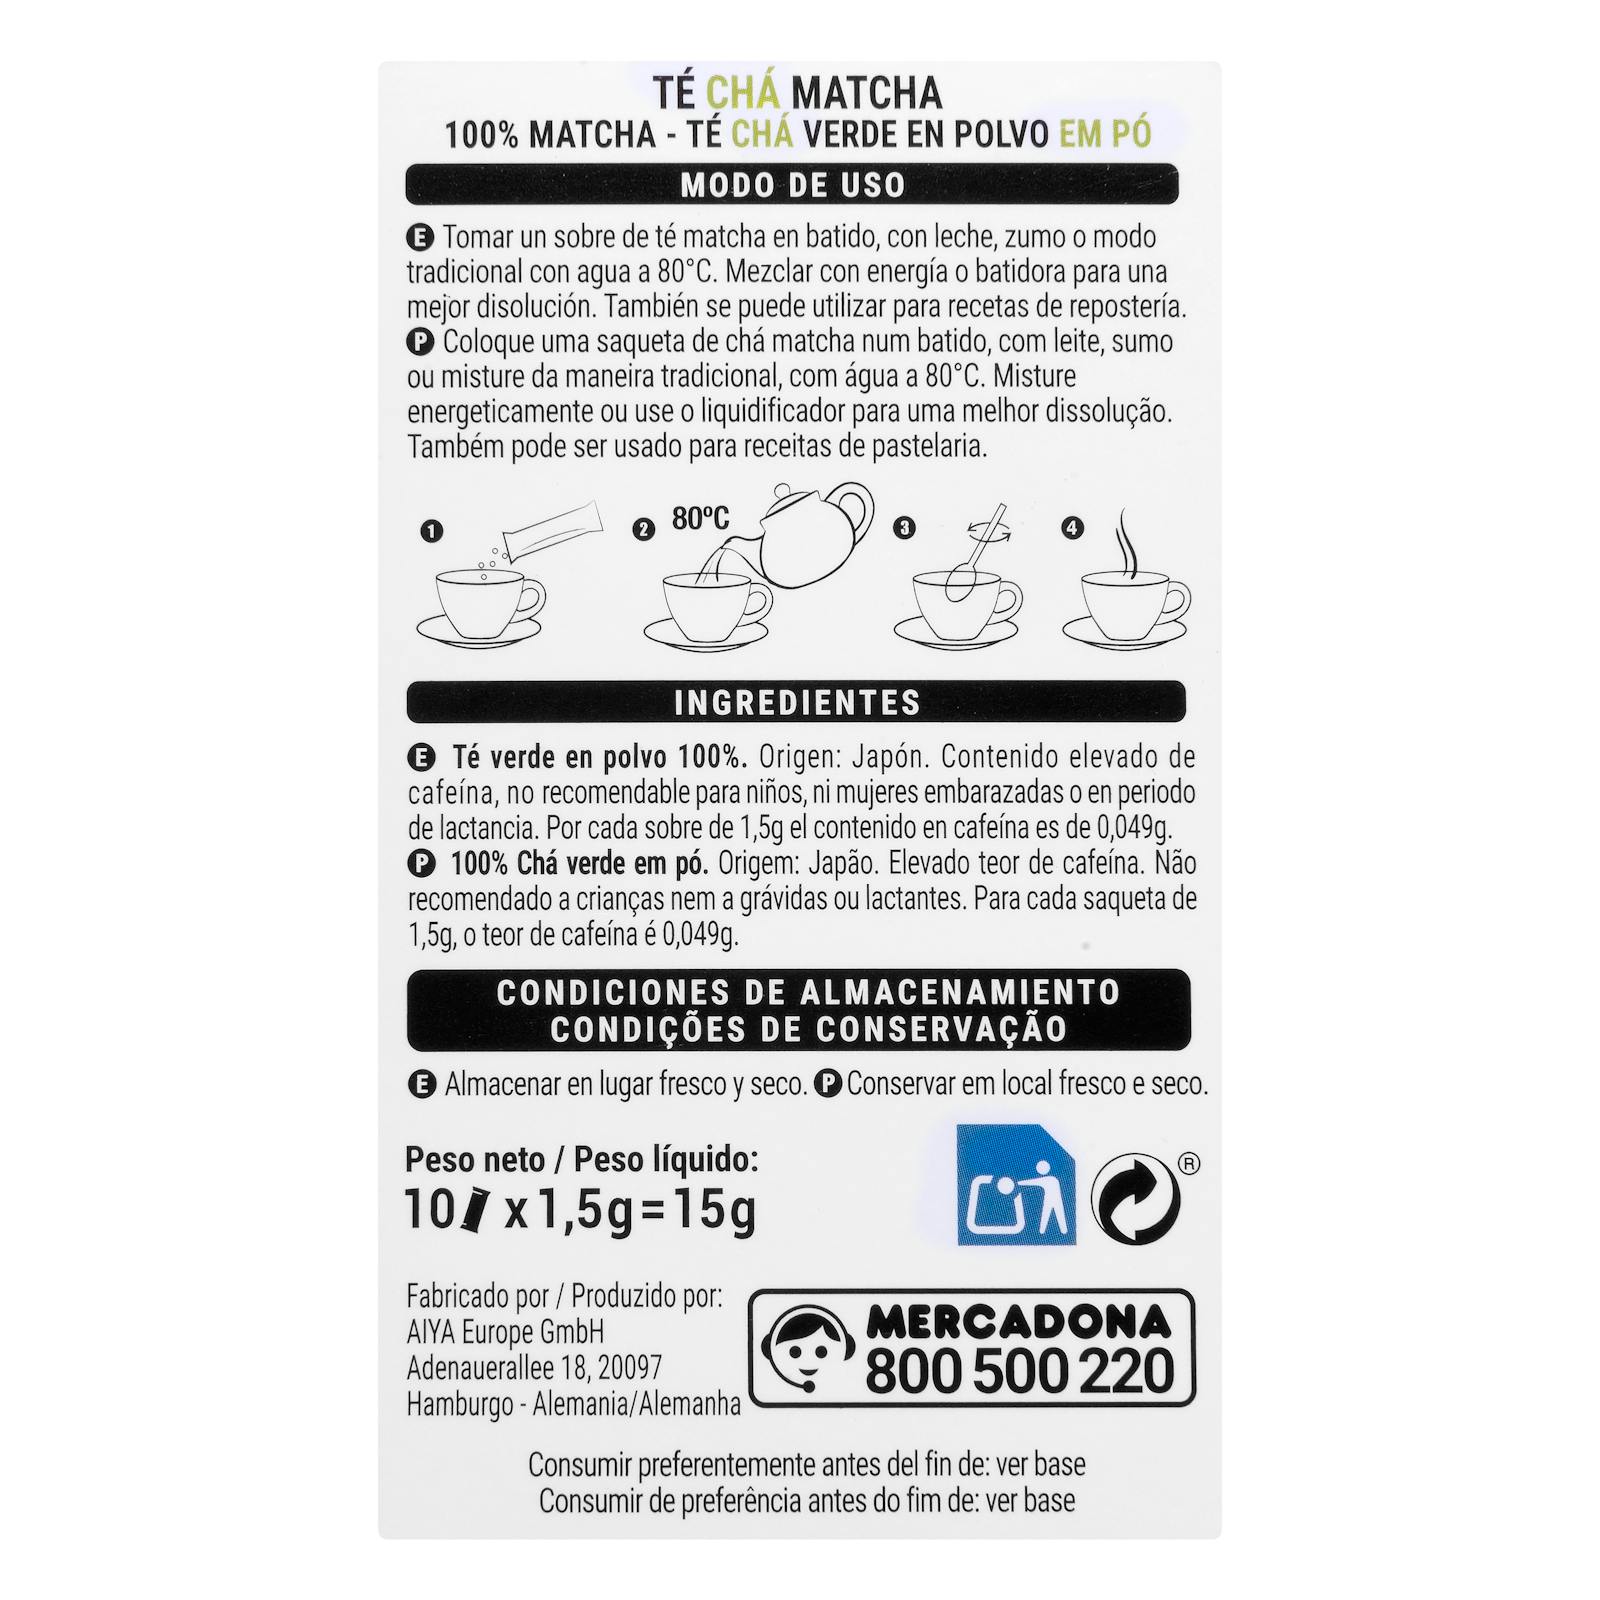 TÉ CHÁ MATCHA
100% MATCHA - TÉ CHÁ VERDE EN POLVO EM PÓ
MODO DE USO
E Tomar un sobre de té matcha en batido, con leche, zumo o modo
tradicional con agua a 80°C. Mezclar con energía o batidora para una
mejor disolución. También se puede utilizar para recetas de repostería.
P Coloque uma saqueta de chá matcha num batido, com leite, sumo
ou misture da maneira tradicional, com água a 80°C. Misture
energeticamente ou use o liquidificador para uma melhor dissolução.
Também pode ser usado para receitas de pastelaria.
1 2 80ºC 3 4
INGREDIENTES
E Té verde en polvo 100%. Origen: Japón. Contenido elevado de
cafeína, no recomendable para niños, ni mujeres embarazadas o en periodo
de lactancia. Por cada sobre de 1,5g el contenido en cafeína es de 0,049g.
P 100% Chá verde em pó. Origem: Japão. Elevado teor de cafeína. Não
recomendado a crianças nem a grávidas ou lactantes. Para cada saqueta de
1,5g, o teor de cafeína é 0,049g.
CONDICIONES DE ALMACENAMIENTO
CONDIÇÕES DE CONSERVAÇÃO
E Almacenar en lugar fresco y seco. P Conservar em local fresco e seco.
Peso neto / Peso líquido:
10 x 1,5g=15g
®
Fabricado por / Produzido por:
AIYA Europe GmbH
Adenauerallee 18, 20097
Hamburgo - Alemania/Alemanha
MERCADONA
800 500 220
Consumir preferentemente antes del fin de: ver base
Consumir de preferência antes do fim de: ver base